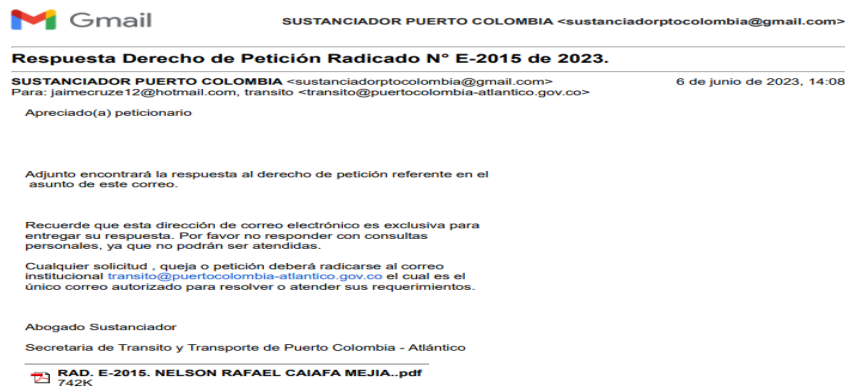 Gmail
SUSTANCIADOR PUERTO COLOMBIA <sustanciadorptocolombia@gmail.com>
Respuesta Derecho de Petición Radicado N° E-2015 de 2023.
SUSTANCIADOR PUERTO COLOMBIA <sustanciadorptocolombia@gmail.com> 6 de junio de 2023, 14:08
Para: jaimecruze12@hotmail.com, transito <transito@puertocolombia-atlantico.gov.co>
Apreciado(a) peticionario
Adjunto encontrará la respuesta al derecho de petición referente en el
asunto de este correo.
Recuerde que esta dirección de correo electrónico es exclusiva para
entregar su respuesta. Por favor no responder con consultas
personales, ya que no podrán ser atendidas.
Cualquier solicitud , queja o petición deberá radicarse al correo
institucional transito@puertocolombia-atlantico.gov.co el cual es el
único correo autorizado para resolver o atender sus requerimientos.
Abogado Sustanciador
Secretaria de Transito y Transporte de Puerto Colombia - Atlántico
RAD. E-2015. NELSON RAFAEL CAIAFA MEJIA..pdf
742K